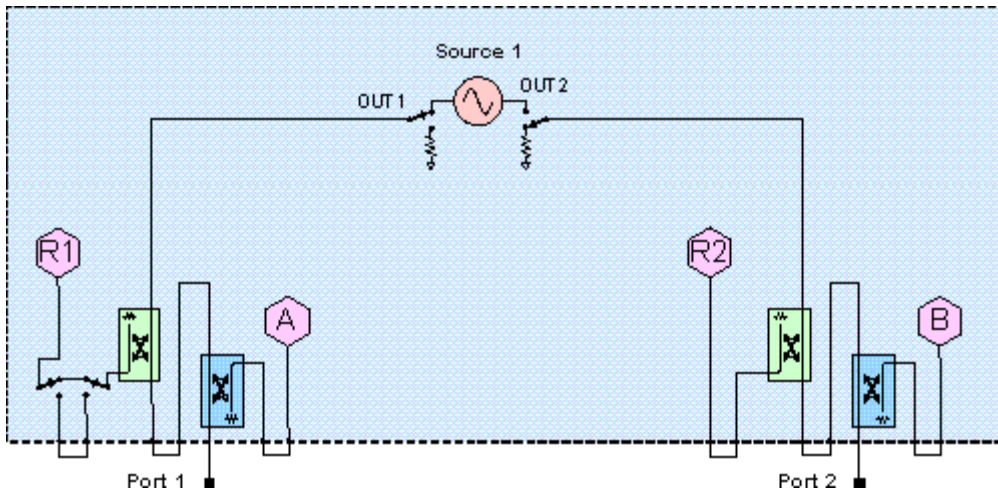 Source 1
OUT 1
OUT 2
R1
A
R2
B
Port 1
Port 2